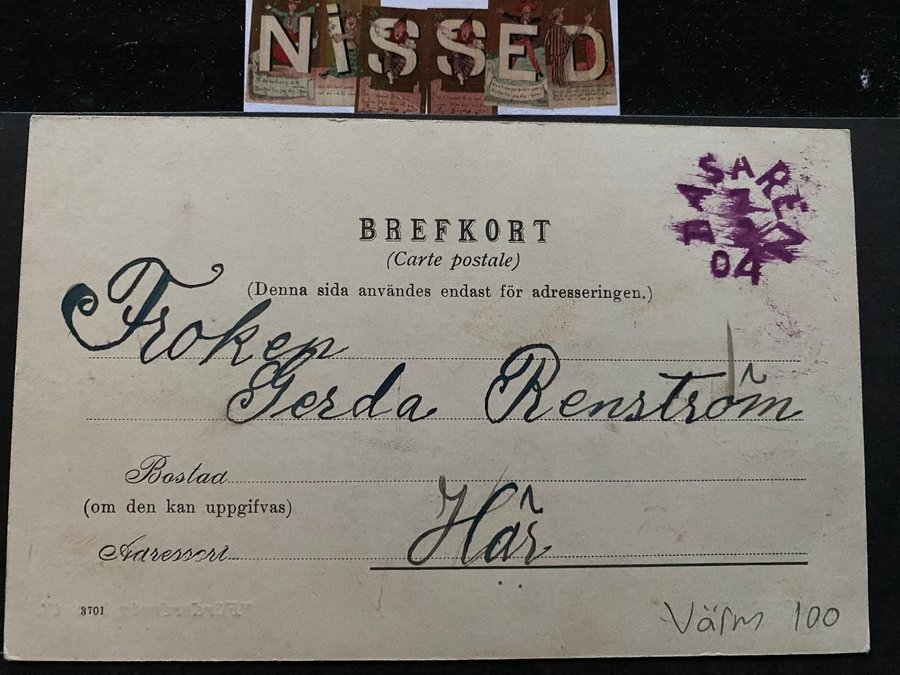 NISSED
BREFKORT
(Carte postale)
(Denna sida användes endast för adresseringen.)
Froken
Gerda Renström
Bostad
(om den kan uppgifvas)
Här
Adressort
3701
Värm 100
04